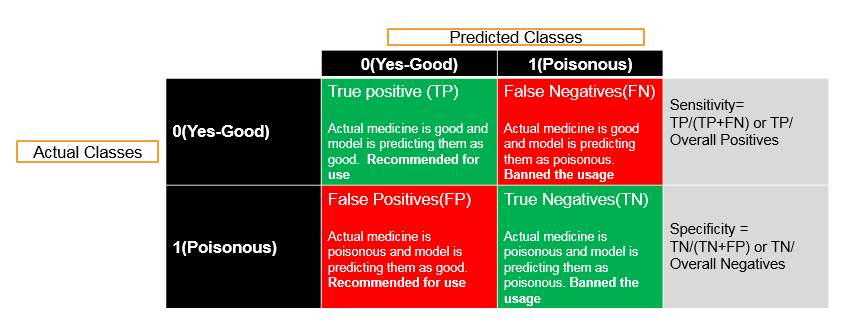 Predicted Classes
0(Yes-Good)
1(Poisonous)
Actual Classes
0(Yes-Good)
True positive (TP)
Actual medicine is good and
model is predicting them as
good.  Recommended for
use
False Negatives(FN)
Actual medicine is good
and model is predicting
them as poisonous.
Banned the usage
Sensitivity=
TP/(TP+FN) or TP/
Overall Positives
1(Poisonous)
False Positives(FP)
Actual medicine is
poisonous and model is
predicting them as good.
Recommended for use
True Negatives(TN)
Actual medicine is
poisonous and model is
predicting them as
poisonous. Banned the
usage
Specificity =
TN/(TN+FP) or TN/
Overall Negatives